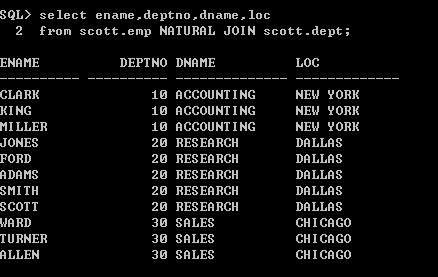 SQL> select ename,deptno,dname,loc
  2  from scott.emp NATURAL JOIN scott.dept;
ENAME          DEPTNO DNAME          LOC
---------- ---------- -------------- -------------
CLARK              10 ACCOUNTING     NEW YORK
KING               10 ACCOUNTING     NEW YORK
MILLER             10 ACCOUNTING     NEW YORK
JONES              20 RESEARCH       DALLAS
FORD               20 RESEARCH       DALLAS
ADAMS              20 RESEARCH       DALLAS
SMITH              20 RESEARCH       DALLAS
SCOTT              20 RESEARCH       DALLAS
WARD               30 SALES          CHICAGO
TURNER             30 SALES          CHICAGO
ALLEN              30 SALES          CHICAGO